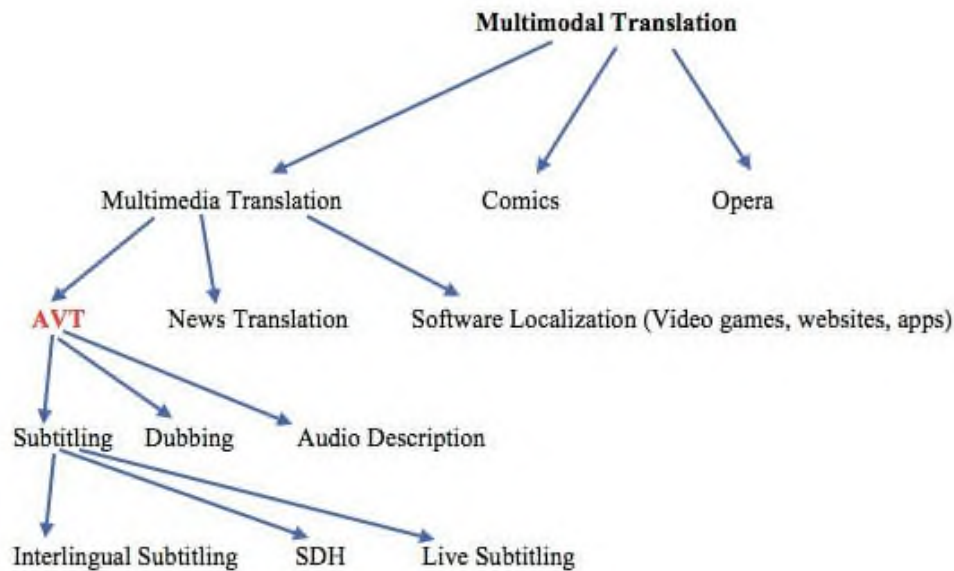 Multimodal Translation
Multimedia Translation Comics Opera
AVT News Translation Software Localization (Video games, websites, apps)
Subtitling Dubbing Audio Description
Interlingual Subtitling SDH Live Subtitling